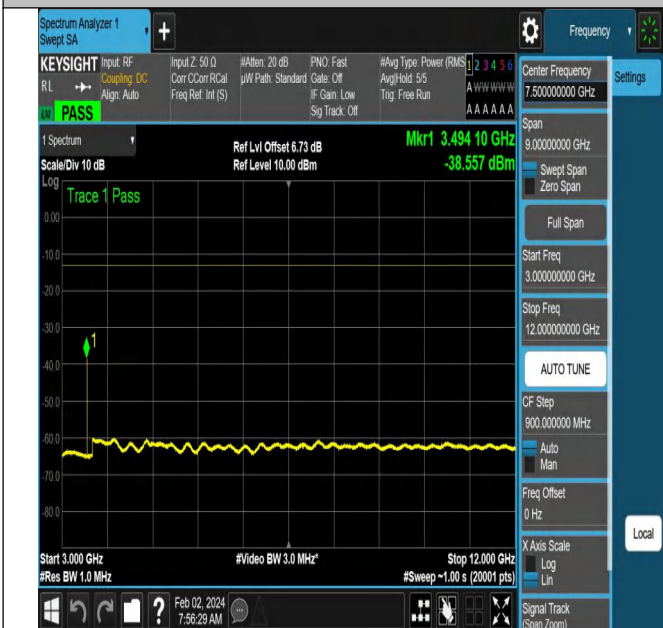 Spectrum Analyzer 1
Swept SA
+
Frequency
KEYSIGHT
Input: RF
Coupling: DC
Align: Auto
Input Z: 50 Ω
Corr CCorr RCal
Freq Ref: Int (S)
#Atten: 20 dB
µW Path: Standard
PNO: Fast
Gate: Off
IF Gain: Low
Sig Track: Off
#Avg Type: Power (RMS
Avg|Hold: 5/5
Trig: Free Run
1 2 3 4 5 6
A W W W W W
A A A A A A
R L
LXI
PASS
1 Spectrum
Scale/Div 10 dB
Ref Lvl Offset 6.73 dB
Ref Level 10.00 dBm
Mkr1 3.494 10 GHz
-38.557 dBm
Log
Trace 1 Pass
0.00
-10.0
-20.0
-30.0
-40.0
-50.0
-60.0
-70.0
-80.0
1
Start 3.000 GHz
#Res BW 1.0 MHz
#Video BW 3.0 MHz*
Stop 12.000 GHz
#Sweep ~1.00 s (20001 pts)
?
Feb 02, 2024
7:56:29 AM
Center Frequency
7.500000000 GHz
Span
9.00000000 GHz
Swept Span
Zero Span
Full Span
Start Freq
3.000000000 GHz
Stop Freq
12.000000000 GHz
AUTO TUNE
CF Step
900.000000 MHz
Auto
Man
Freq Offset
0 Hz
X Axis Scale
Log
Lin
Signal Track
(Span Zoom)
Settings
Local